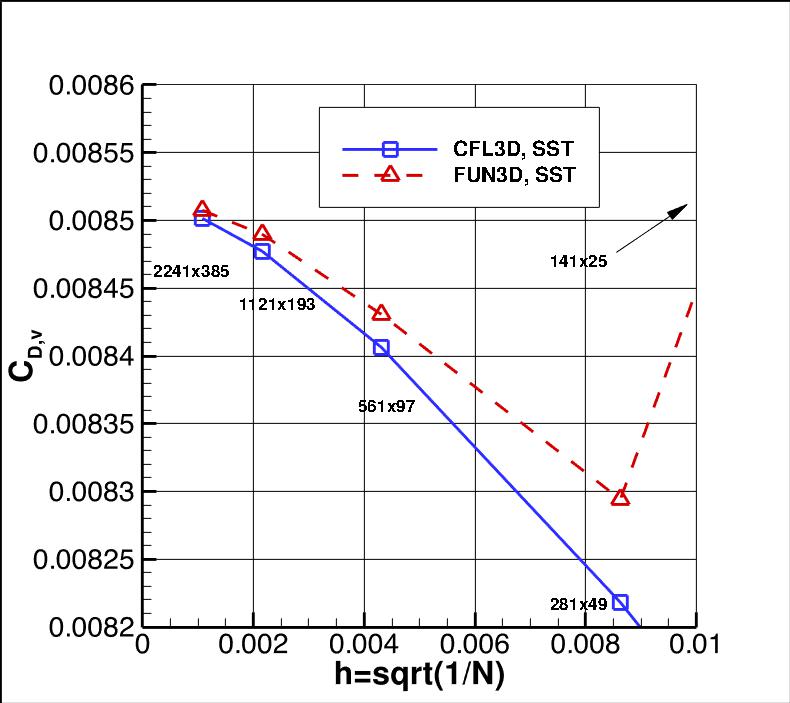 0.0086
0.00855
0.0085
0.00845
0.0084
0.00835
0.0083
0.00825
0.0082
C_D,v
CFL3D, SST
FUN3D, SST
141x25
2241x385
1121x193
561x97
281x49
0 0.002 0.004 0.006 0.008 0.01
h=sqrt(1/N)